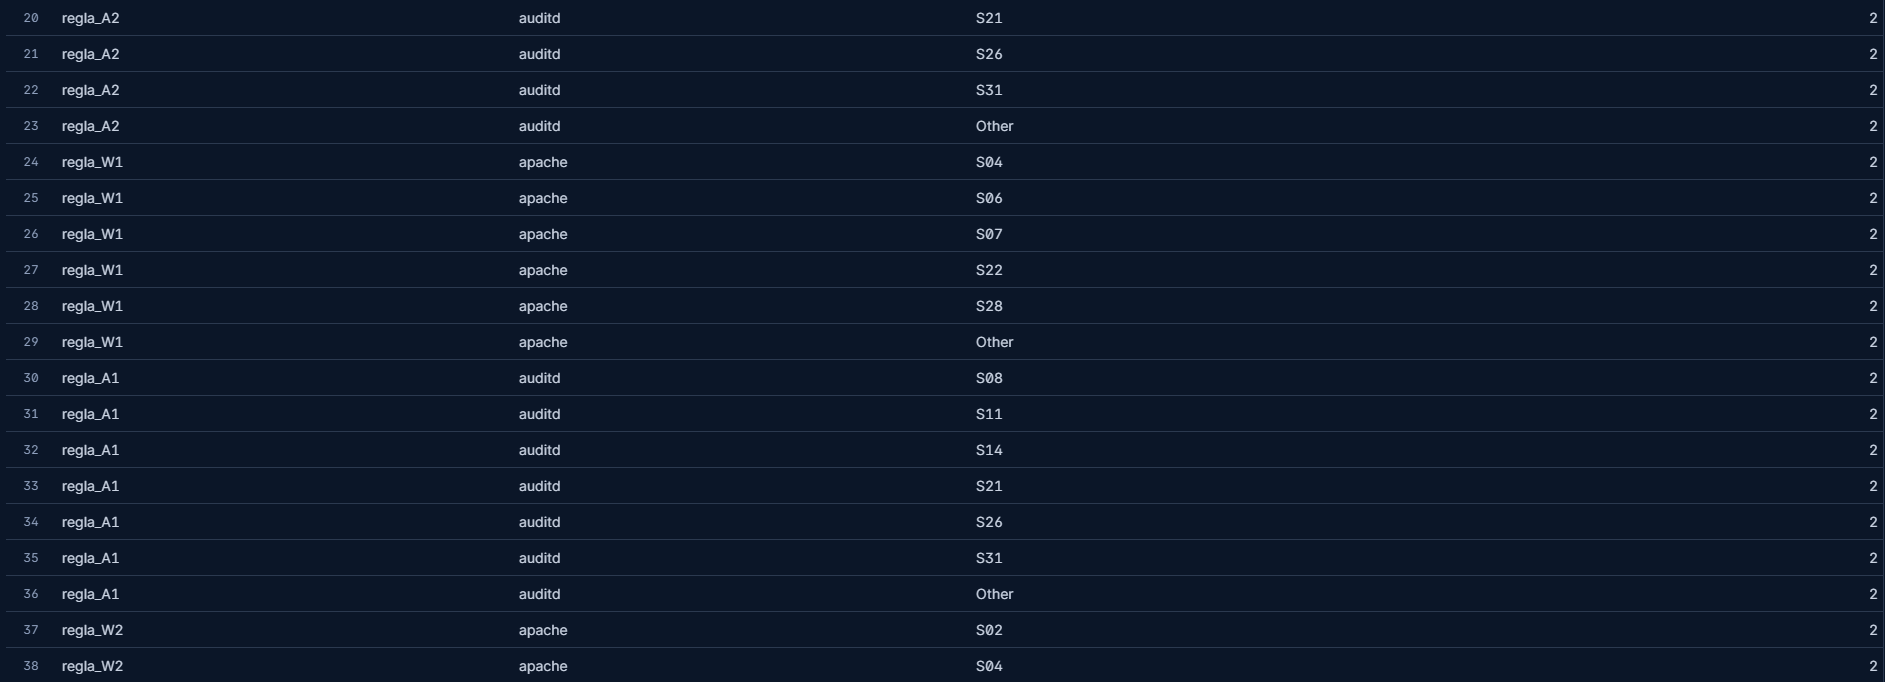 20 regla_A2 auditd S21 2
21 regla_A2 auditd S26 2
22 regla_A2 auditd S31 2
23 regla_A2 auditd Other 2
24 regla_W1 apache S04 2
25 regla_W1 apache S06 2
26 regla_W1 apache S07 2
27 regla_W1 apache S22 2
28 regla_W1 apache S28 2
29 regla_W1 apache Other 2
30 regla_A1 auditd S08 2
31 regla_A1 auditd S11 2
32 regla_A1 auditd S14 2
33 regla_A1 auditd S21 2
34 regla_A1 auditd S26 2
35 regla_A1 auditd S31 2
36 regla_A1 auditd Other 2
37 regla_W2 apache S02 2
38 regla_W2 apache S04 2